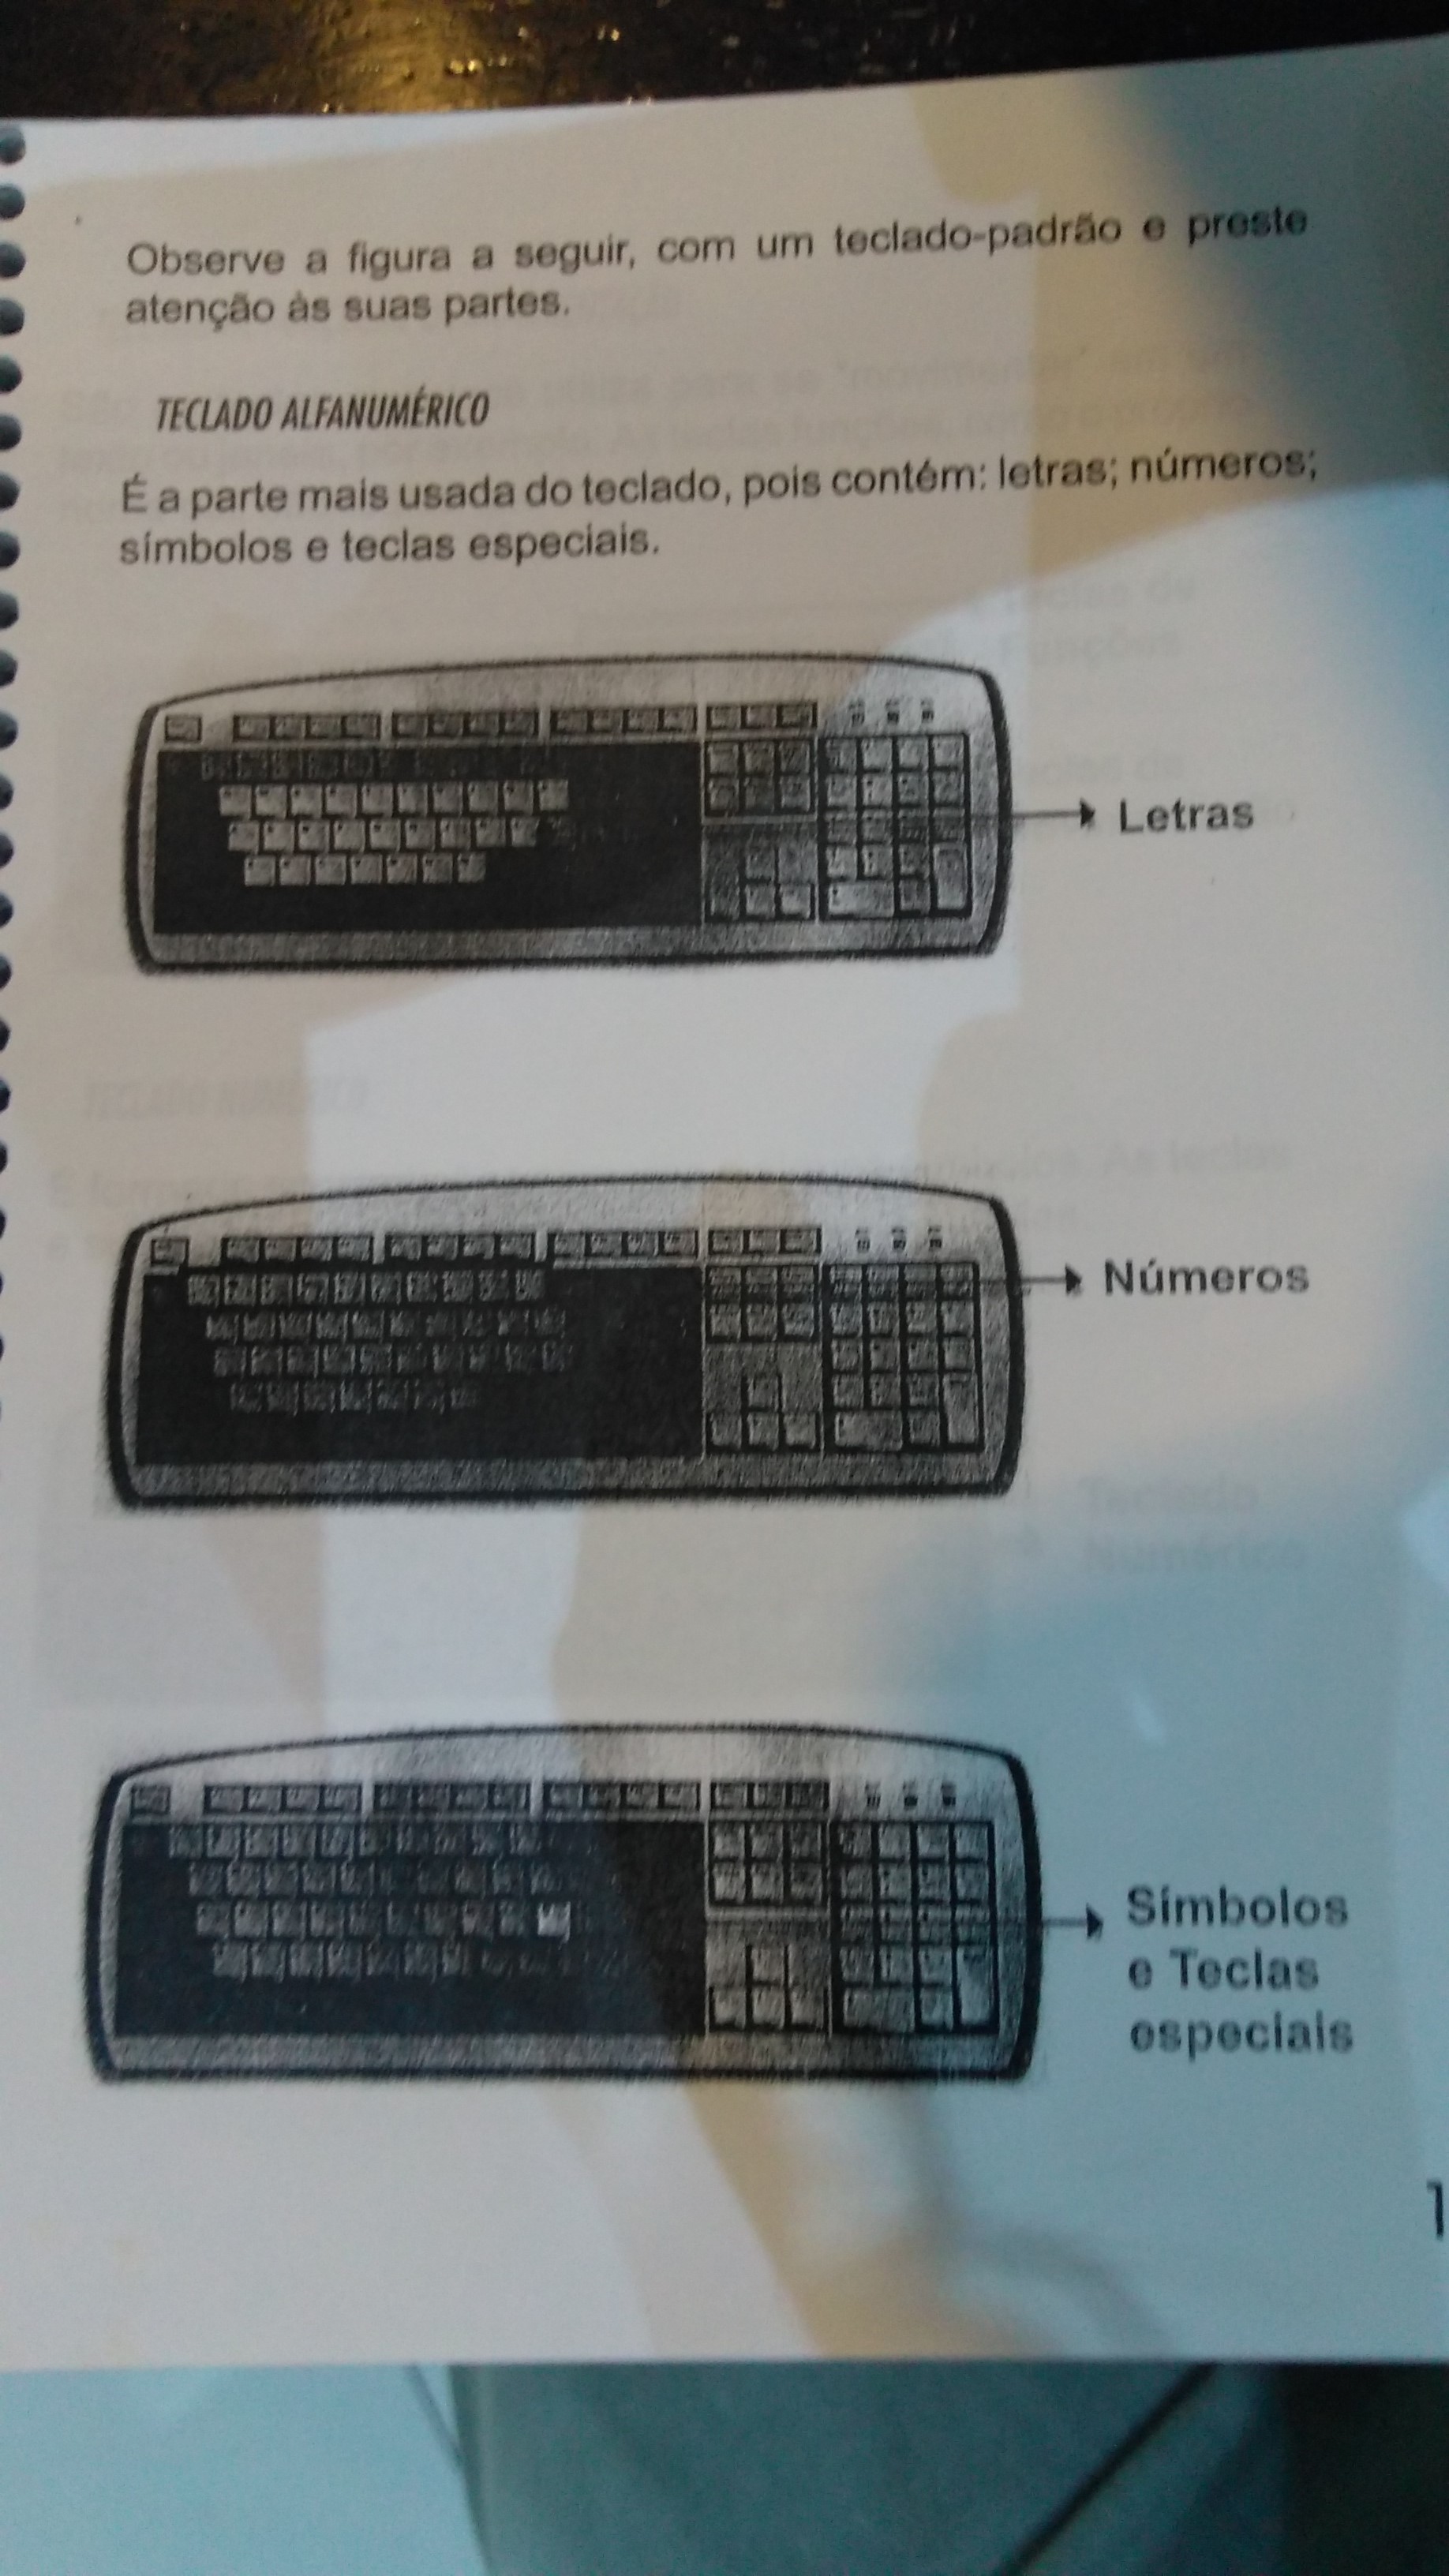 Observe a figura a seguir, com um teclado-padrão e preste
atenção às suas partes.
TECLADO ALFANUMÉRICO
É a parte mais usada do teclado, pois contém: letras; números;
símbolos e teclas especiais.
Letras
Números
Símbolos
e Teclas
especiais
1